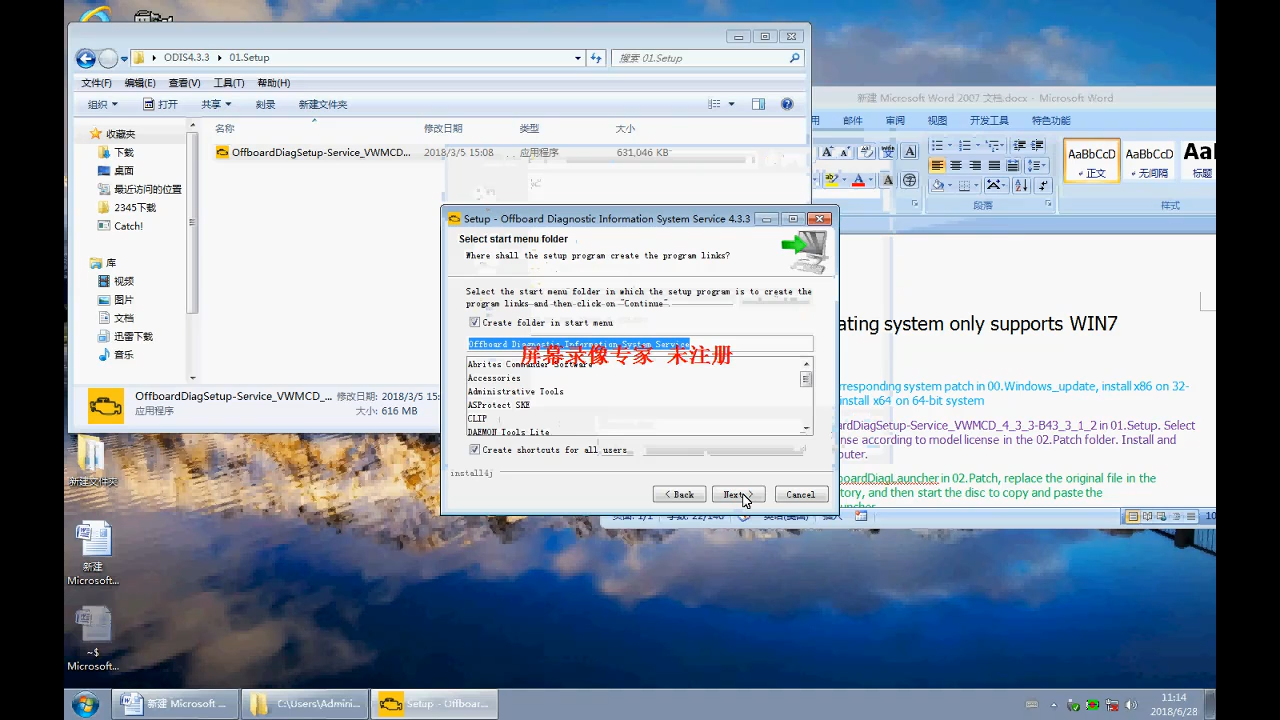 ODIS4.3.3
01.Setup
搜索 01.Setup
文件(F)
编辑(E)
查看(V)
工具(T)
帮助(H)
组织
打开
共享
刻录
新建文件夹
收藏夹
下载
桌面
最近访问的位置
2345下载
Catch!
库
视频
图片
文档
迅雷下载
音乐
名称
修改日期
类型
大小
OffboardDiagSetup-Service_VWMCD...
2018/3/5 15:08
应用程序
631,046 KB
OffboardDiagSetup-Service_VWMCD_...
修改日期: 2018/3/5 15:
应用程序
大小: 616 MB
新建 Microsoft Word 2007 文档.docx - Microsoft Word
用
邮件
审阅
视图
开发工具
特色功能
AaBbCcD
正文
AaBbCcD
无间隔
AaB
标题
段落
样式
ating system only supports WIN7
rresponding system patch in 00.Windows_update, install x86 on 32-
install x64 on 64-bit system
ardDiagSetup-Service_VWMCD_4_3_3-B43_3_1_2 in 01.Setup. Select
nse according to model license in the 02.Patch folder. Install and
puter.
boardDiagLauncher in 02.Patch, replace the original file in the
tory, and then start the disc to copy and paste the
Setup - Offboard Diagnostic Information System Service 4.3.3
Select start menu folder
Where shall the setup program create the program links?
Select the start menu folder in which the setup program is to create the
program links and then click on "Continue".
Create folder in start menu
Offboard Diagnostic Information System Service
屏幕录像专家 未注册
Abrites Commander Software
Accessories
Administrative Tools
ASProtect SKE
CLIP
DAEMON Tools Lite
Create shortcuts for all users
install4j
< Back
Next >
Cancel
新建文件夹
新建
Microsoft...
~$
Microsoft...
新建 Microsoft ...
C:\Users\Admini...
Setup - Offboar...
11:14
2018/6/28